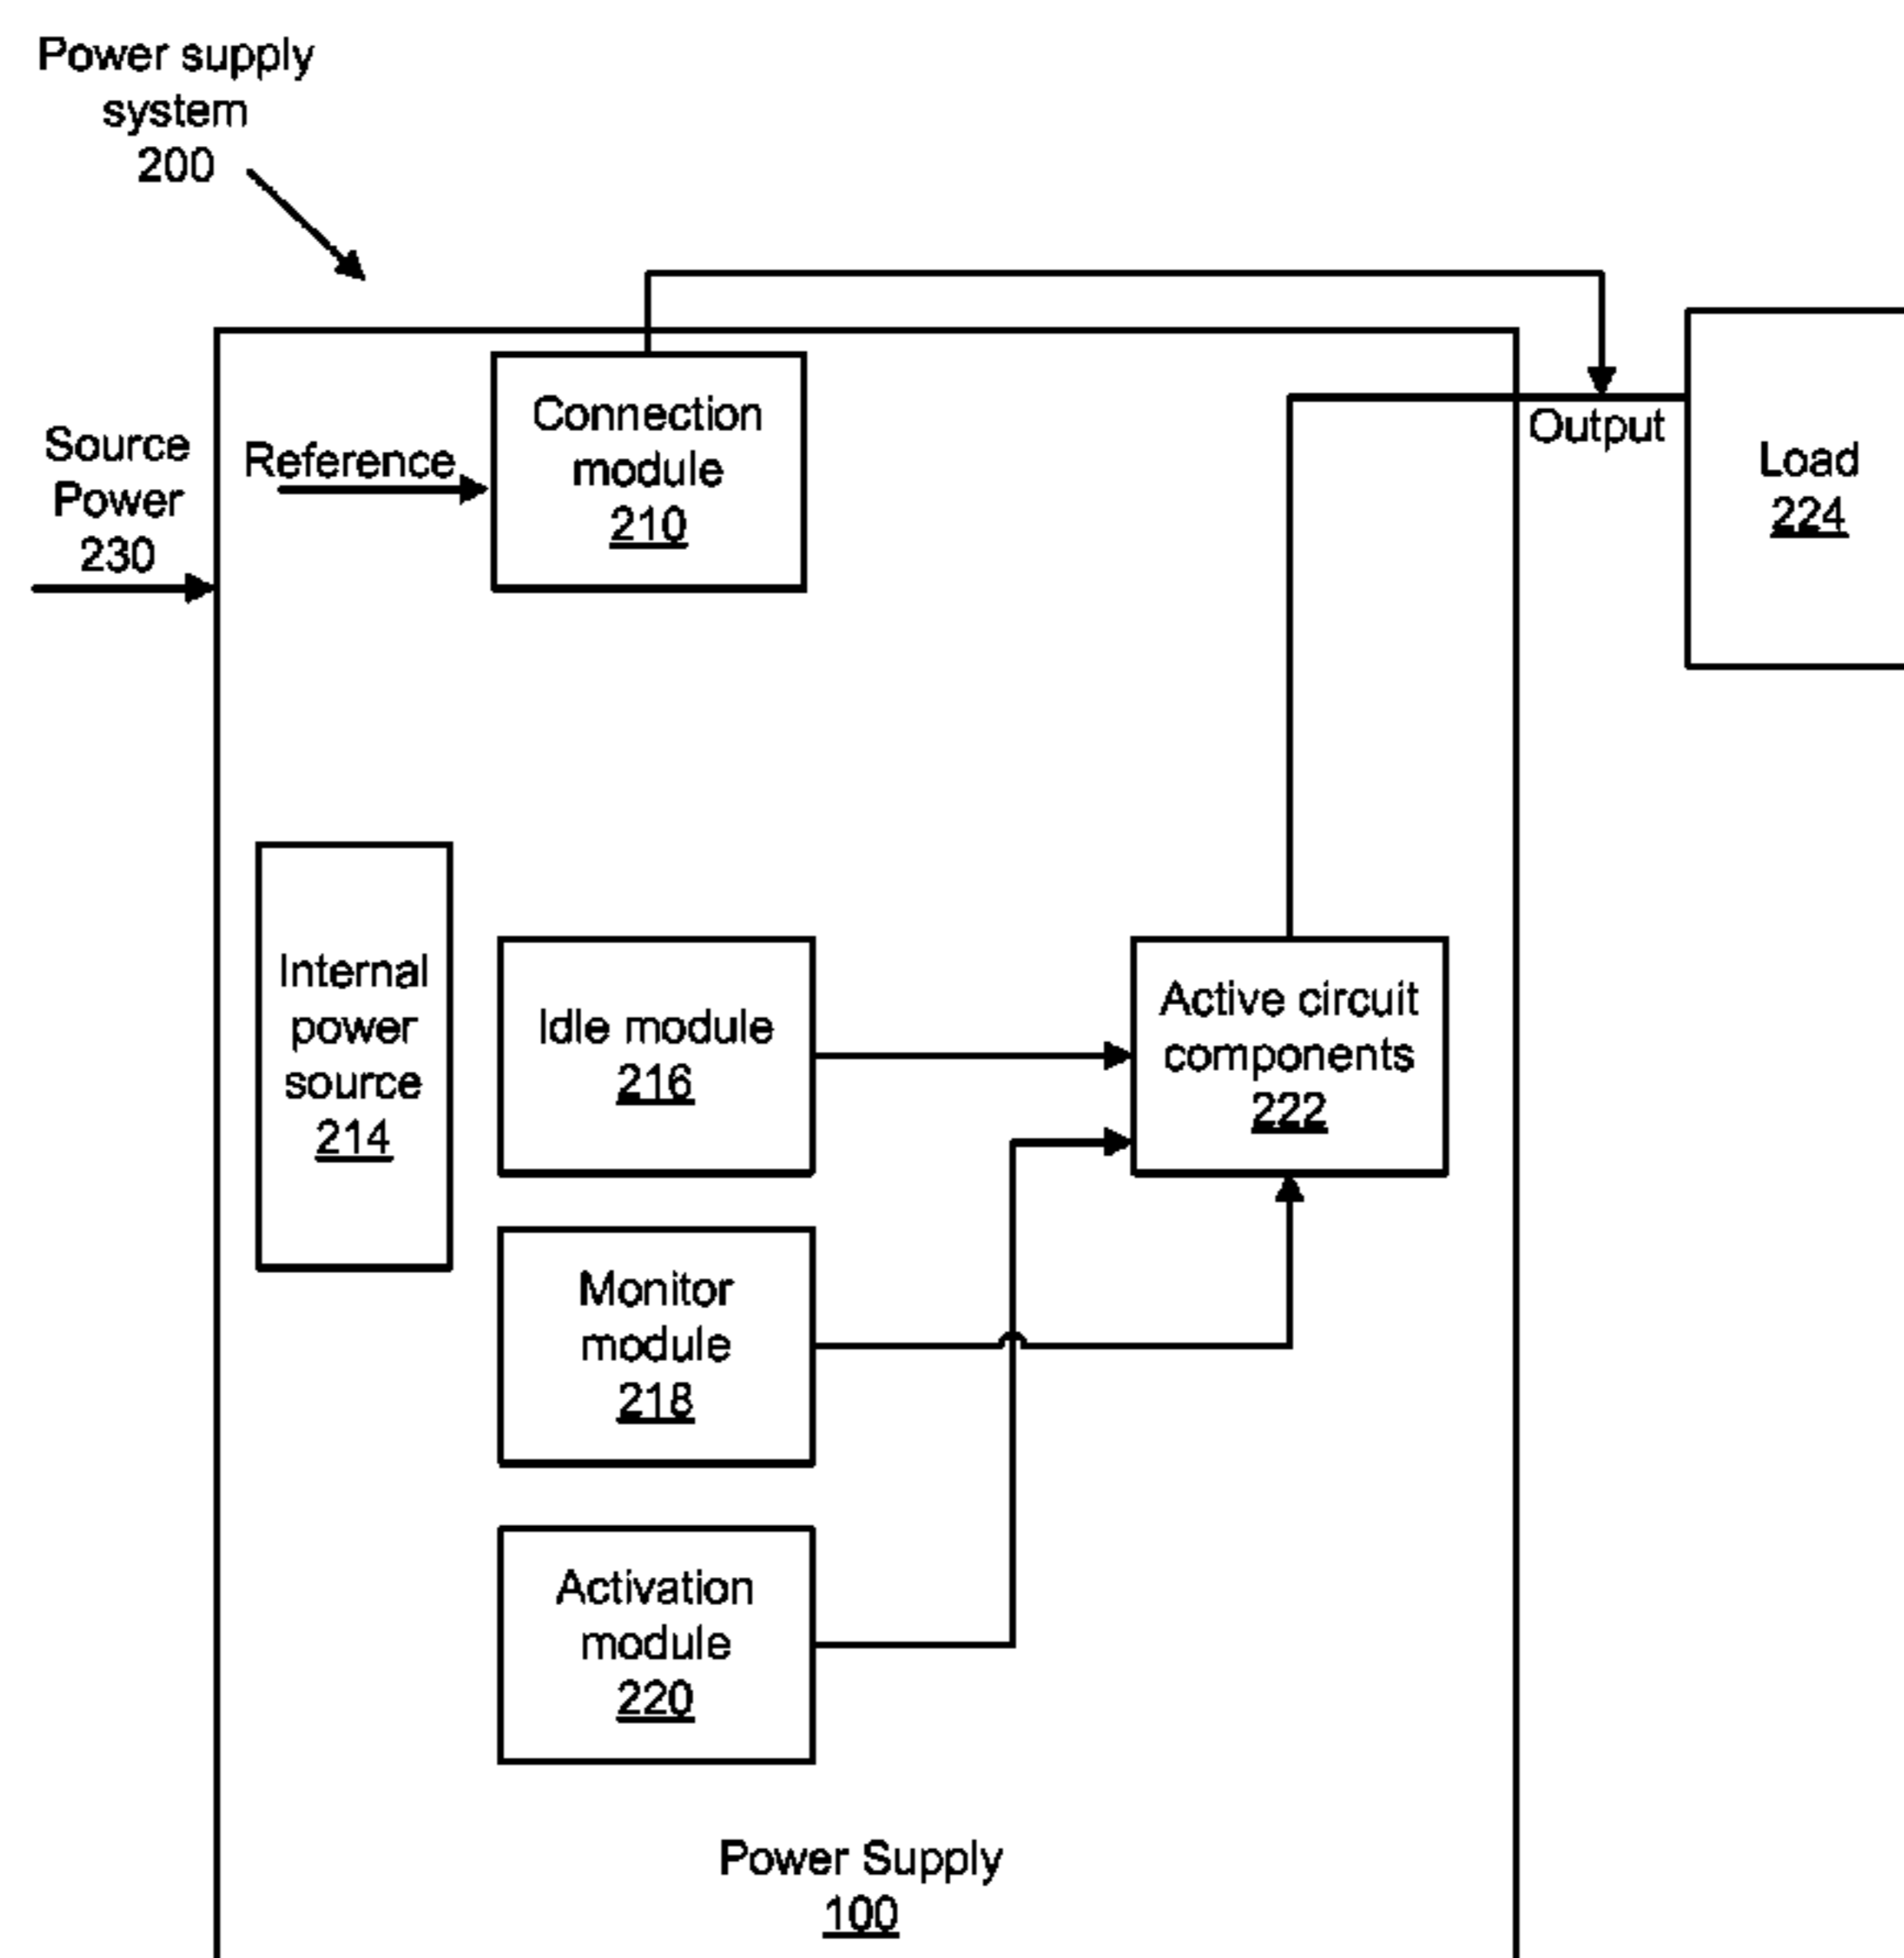 Power supply
system
200
Source
Power
230
Reference
Connection
module
210
Output
Load
224
Internal
power
source
214
Idle module
216
Active circuit
components
222
Monitor
module
218
Activation
module
220
Power Supply
100